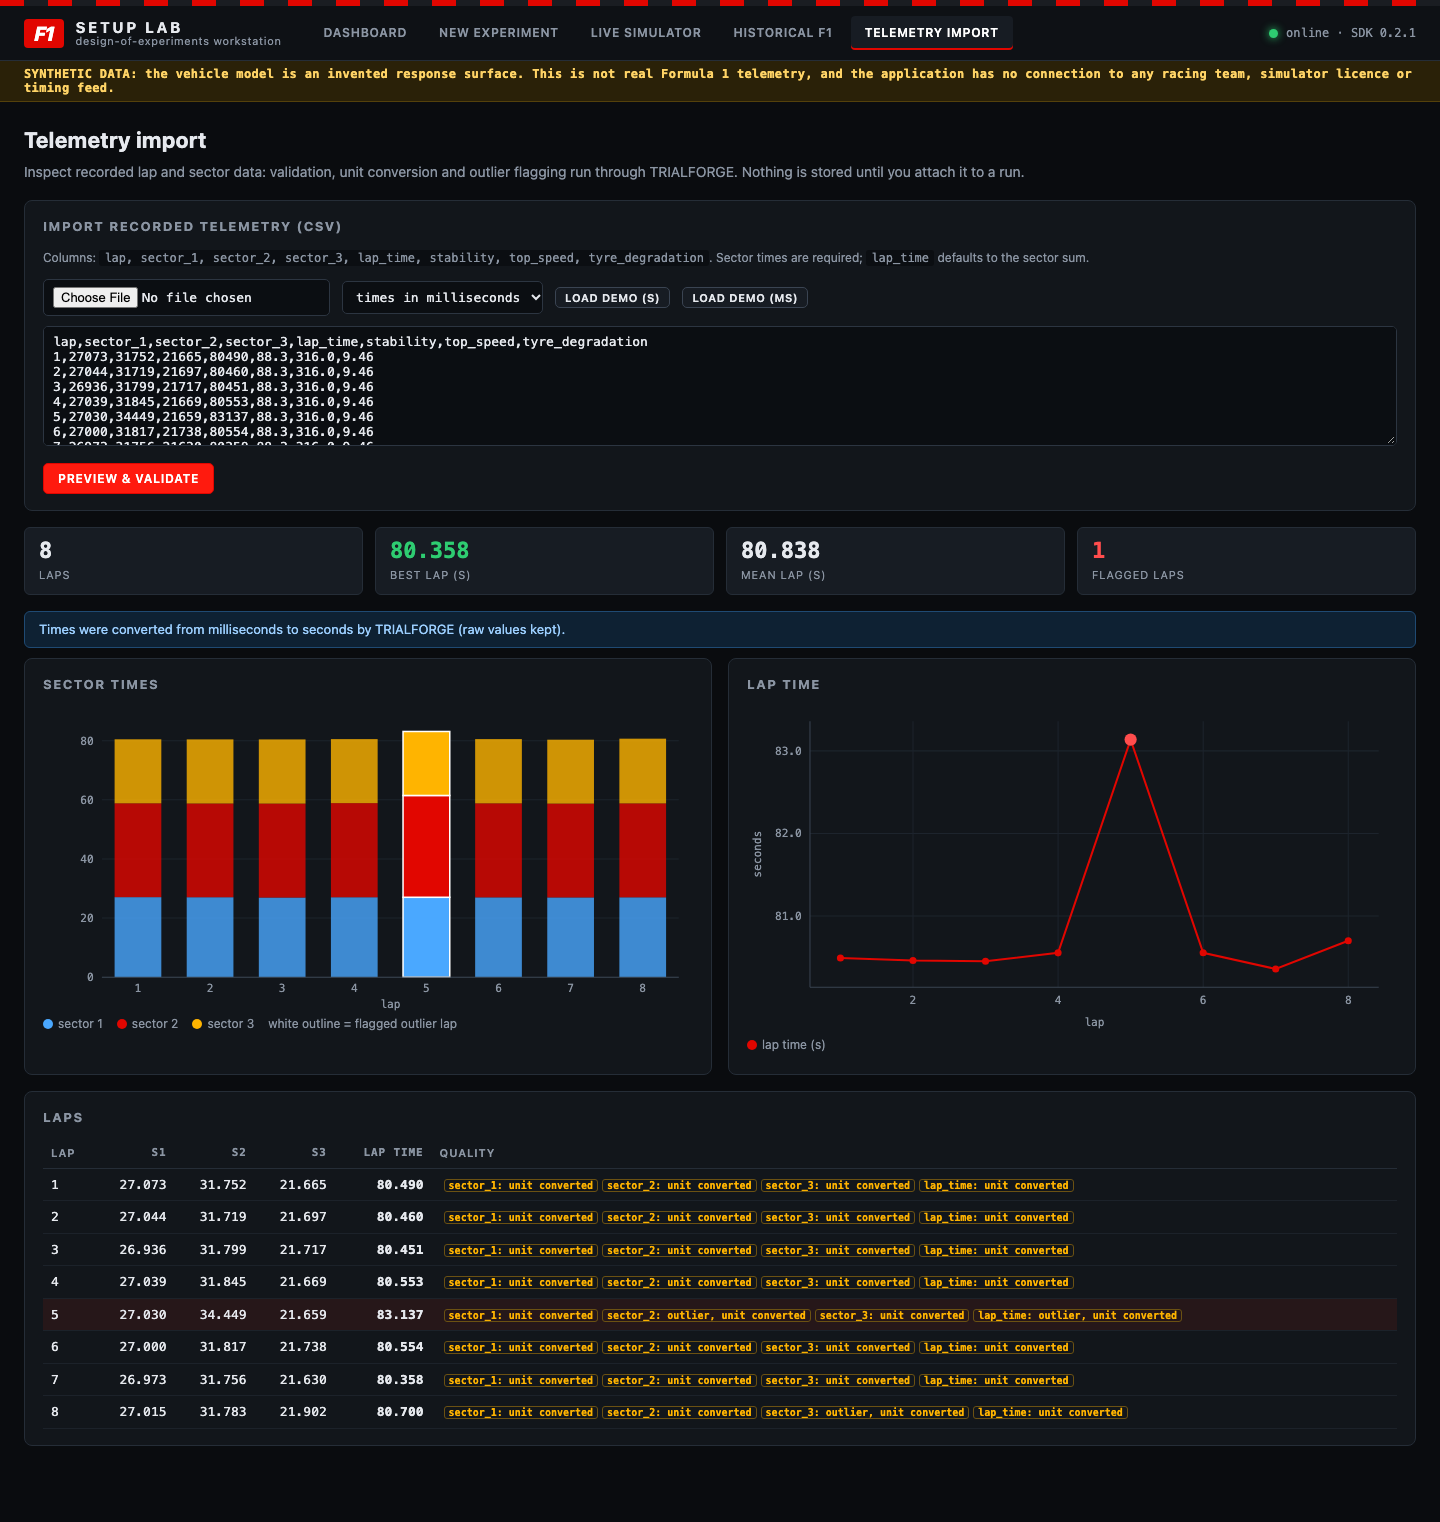 F1
SETUP LAB
design-of-experiments workstation
DASHBOARD
NEW EXPERIMENT
LIVE SIMULATOR
HISTORICAL F1
TELEMETRY IMPORT
online · SDK 0.2.1
SYNTHETIC DATA: the vehicle model is an invented response surface. This is not real Formula 1 telemetry, and the application has no connection to any racing team, simulator licence or
timing feed.
Telemetry import
Inspect recorded lap and sector data: validation, unit conversion and outlier flagging run through TRIALFORGE. Nothing is stored until you attach it to a run.
IMPORT RECORDED TELEMETRY (CSV)
Columns: lap, sector_1, sector_2, sector_3, lap_time, stability, top_speed, tyre_degradation . Sector times are required; lap_time defaults to the sector sum.
Choose File No file chosen
times in milliseconds
LOAD DEMO (S)
LOAD DEMO (MS)
lap,sector_1,sector_2,sector_3,lap_time,stability,top_speed,tyre_degradation
1,27073,31752,21665,80490,88.3,316.0,9.46
2,27044,31719,21697,80460,88.3,316.0,9.46
3,26936,31799,21717,80451,88.3,316.0,9.46
4,27039,31845,21669,80553,88.3,316.0,9.46
5,27030,34449,21659,83137,88.3,316.0,9.46
6,27000,31817,21738,80554,88.3,316.0,9.46
7,26973,31756,21630,80358,88.3,316.0,9.46
PREVIEW & VALIDATE
8
LAPS
80.358
BEST LAP (S)
80.838
MEAN LAP (S)
1
FLAGGED LAPS
Times were converted from milliseconds to seconds by TRIALFORGE (raw values kept).
SECTOR TIMES
80
60
40
20
0
1 2 3 4 5 6 7 8
lap
sector 1 sector 2 sector 3 white outline = flagged outlier lap
LAP TIME
83.0
82.0
81.0
seconds
2 4 6 8
lap
lap time (s)
LAPS
LAP S1 S2 S3 LAP TIME QUALITY
1 27.073 31.752 21.665 80.490 sector_1: unit converted sector_2: unit converted sector_3: unit converted lap_time: unit converted
2 27.044 31.719 21.697 80.460 sector_1: unit converted sector_2: unit converted sector_3: unit converted lap_time: unit converted
3 26.936 31.799 21.717 80.451 sector_1: unit converted sector_2: unit converted sector_3: unit converted lap_time: unit converted
4 27.039 31.845 21.669 80.553 sector_1: unit converted sector_2: unit converted sector_3: unit converted lap_time: unit converted
5 27.030 34.449 21.659 83.137 sector_1: unit converted sector_2: outlier, unit converted sector_3: unit converted lap_time: outlier, unit converted
6 27.000 31.817 21.738 80.554 sector_1: unit converted sector_2: unit converted sector_3: unit converted lap_time: unit converted
7 26.973 31.756 21.630 80.358 sector_1: unit converted sector_2: unit converted sector_3: unit converted lap_time: unit converted
8 27.015 31.783 21.902 80.700 sector_1: unit converted sector_2: unit converted sector_3: outlier, unit converted lap_time: unit converted